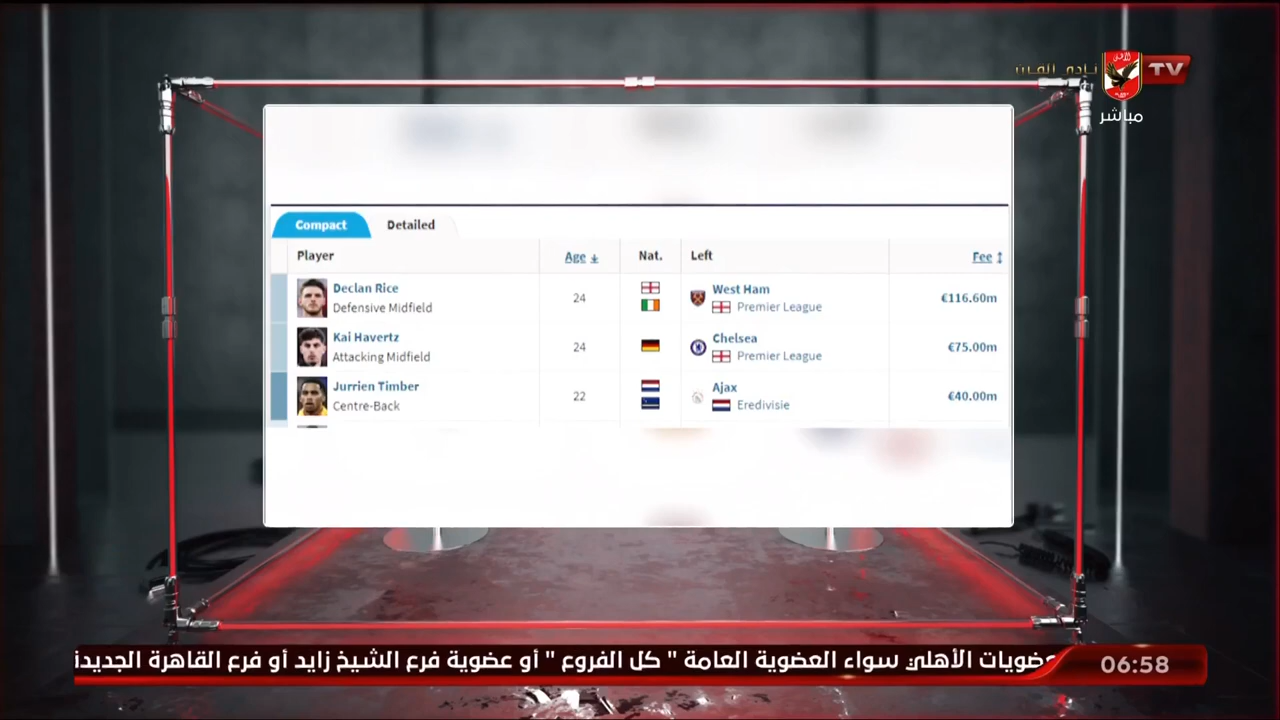 نادي القرن
TV
مباشر
Compact Detailed
Player Age Nat. Left Fee
Declan Rice
Defensive Midfield
24
West Ham
Premier League
€116.60m
Kai Havertz
Attacking Midfield
24
Chelsea
Premier League
€75.00m
Jurrien Timber
Centre-Back
22
Ajax
Eredivisie
€40.00m
عضويات الأهلي سواء العضوية العامة " كل الفروع " أو عضوية فرع الشيخ زايد أو فرع القاهرة الجديدة
06:58